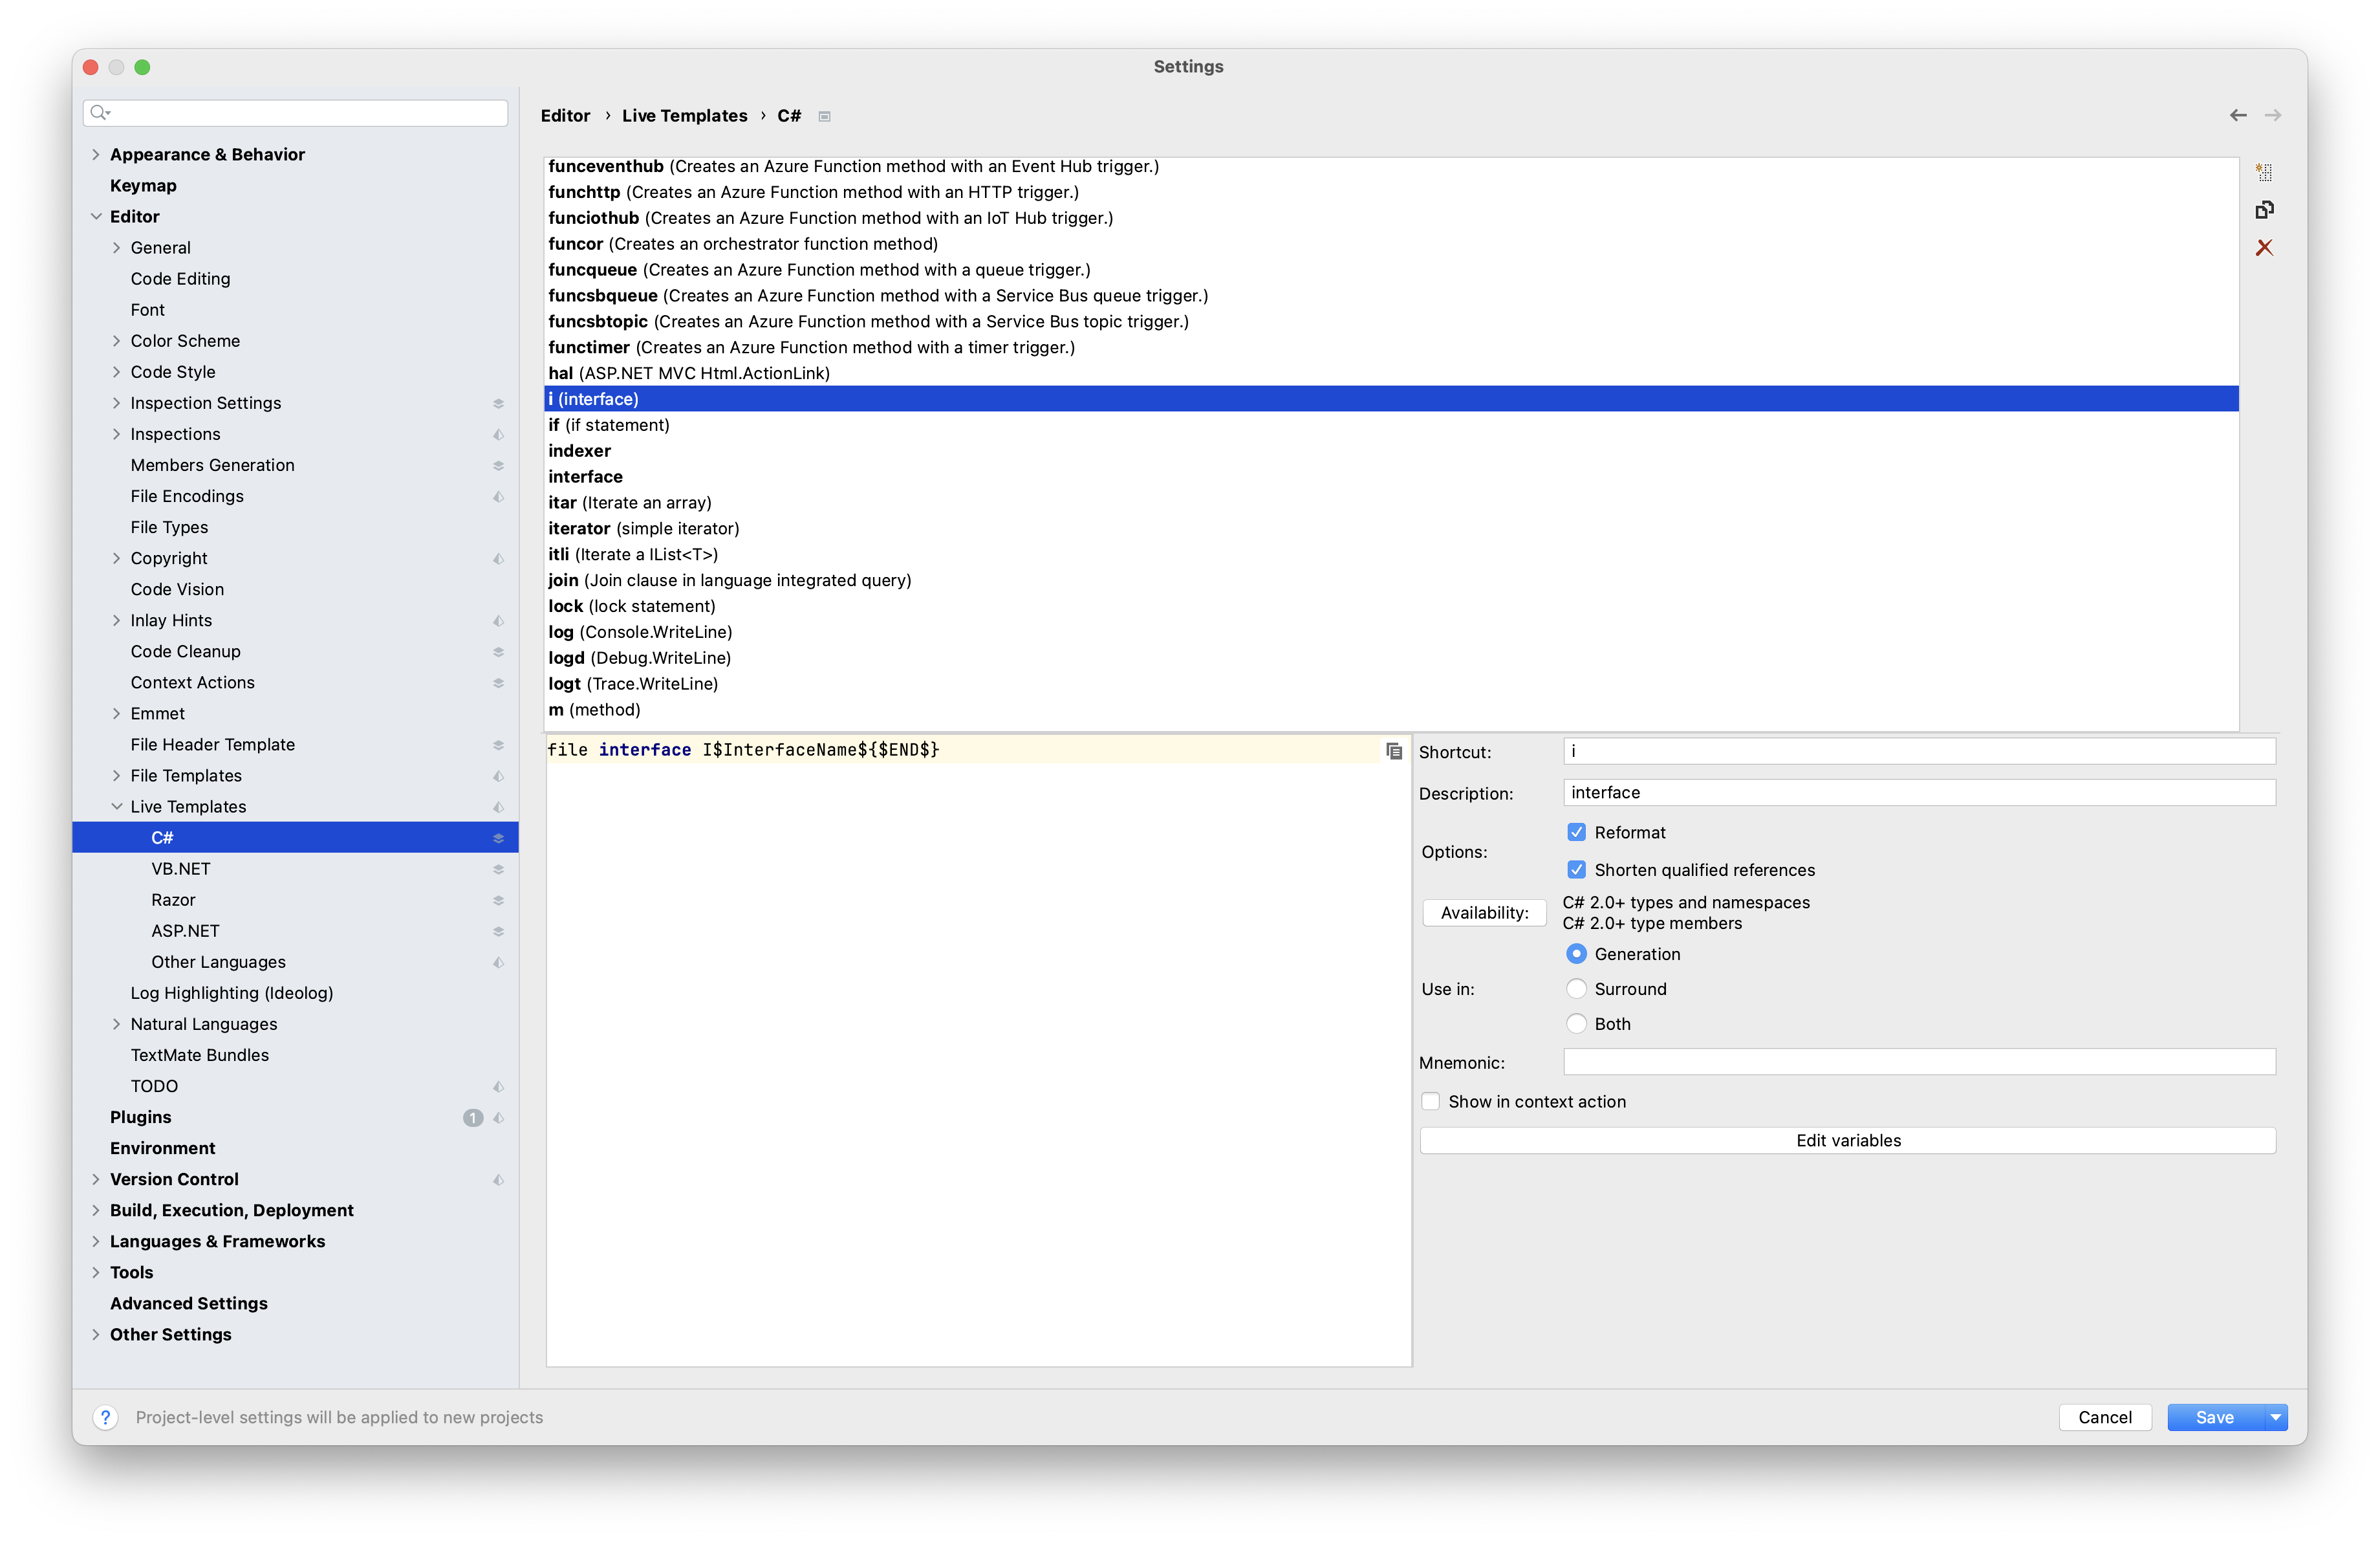 Settings
Appearance & Behavior
Keymap
Editor
General
Code Editing
Font
Color Scheme
Code Style
Inspection Settings
Inspections
Members Generation
File Encodings
File Types
Copyright
Code Vision
Inlay Hints
Code Cleanup
Context Actions
Emmet
File Header Template
File Templates
Live Templates
C#
VB.NET
Razor
ASP.NET
Other Languages
Log Highlighting (Ideolog)
Natural Languages
TextMate Bundles
TODO
Plugins 1
Environment
Version Control
Build, Execution, Deployment
Languages & Frameworks
Tools
Advanced Settings
Other Settings
Editor › Live Templates › C#
funceventhub (Creates an Azure Function method with an Event Hub trigger.)
funchttp (Creates an Azure Function method with an HTTP trigger.)
funciothub (Creates an Azure Function method with an IoT Hub trigger.)
funcor (Creates an orchestrator function method)
funcqueue (Creates an Azure Function method with a queue trigger.)
funcsbqueue (Creates an Azure Function method with a Service Bus queue trigger.)
funcsbtopic (Creates an Azure Function method with a Service Bus topic trigger.)
functimer (Creates an Azure Function method with a timer trigger.)
hal (ASP.NET MVC Html.ActionLink)
i (interface)
if (if statement)
indexer
interface
itar (Iterate an array)
iterator (simple iterator)
itli (Iterate a IList<T>)
join (Join clause in language integrated query)
lock (lock statement)
log (Console.WriteLine)
logd (Debug.WriteLine)
logt (Trace.WriteLine)
m (method)
file interface I$InterfaceName${$END$}
Shortcut: i
Description: interface
Options:
Reformat
Shorten qualified references
Availability:
C# 2.0+ types and namespaces
C# 2.0+ type members
Use in:
Generation
Surround
Both
Mnemonic:
Show in context action
Edit variables
? Project-level settings will be applied to new projects
Cancel
Save